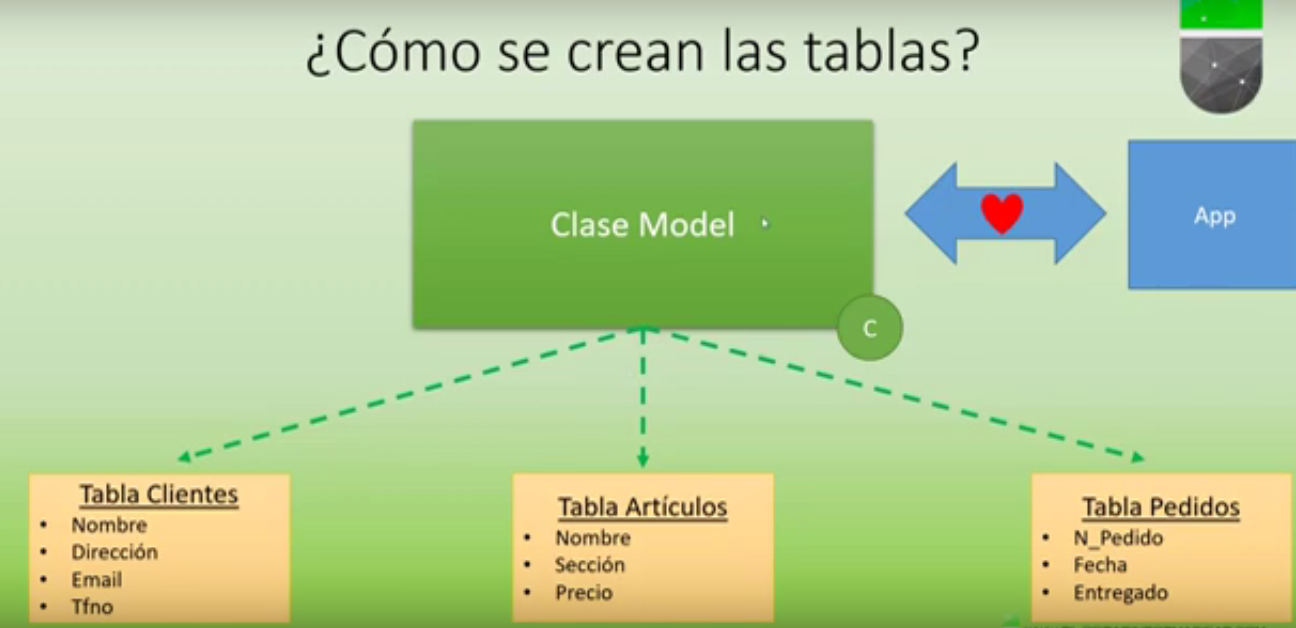 ¿Cómo se crean las tablas?
Clase Model
App
C
Tabla Clientes
• Nombre
• Dirección
• Email
• Tfno
Tabla Artículos
• Nombre
• Sección
• Precio
Tabla Pedidos
• N_Pedido
• Fecha
• Entregado